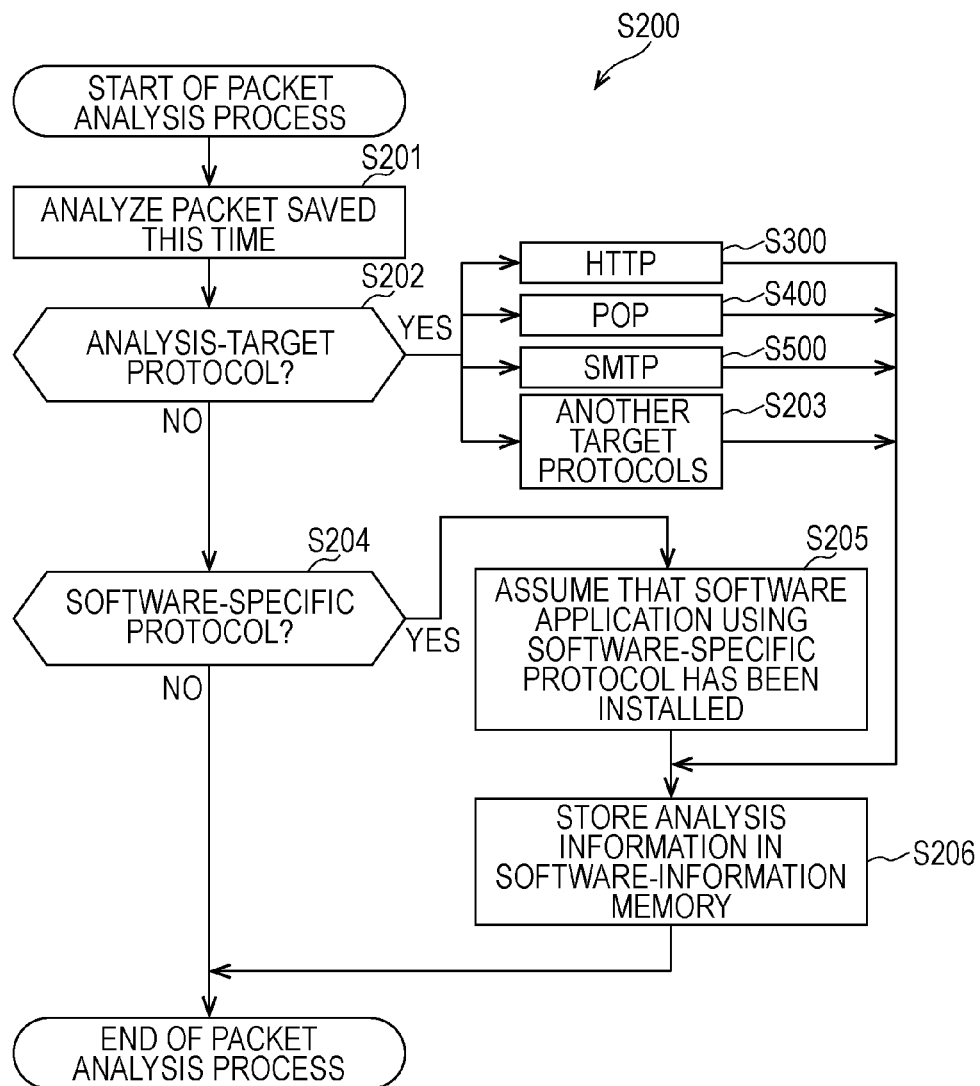 S200
START OF PACKET
ANALYSIS PROCESS
S201
ANALYZE PACKET SAVED
THIS TIME
S202
ANALYSIS-TARGET
PROTOCOL?
YES
NO
HTTP
S300
POP
S400
SMTP
S500
ANOTHER
TARGET
PROTOCOLS
S203
S204
SOFTWARE-SPECIFIC
PROTOCOL?
YES
NO
S205
ASSUME THAT SOFTWARE
APPLICATION USING
SOFTWARE-SPECIFIC
PROTOCOL HAS BEEN
INSTALLED
STORE ANALYSIS
INFORMATION IN
SOFTWARE-INFORMATION
MEMORY
S206
END OF PACKET
ANALYSIS PROCESS